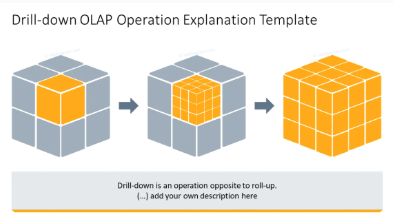 Drill-down OLAP Operation Explanation Template
Drill-down is an operation opposite to roll-up.
(...) add your own description here